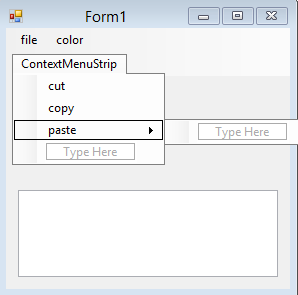 Form1
file color
ContextMenuStrip
cut
copy
paste Type Here
Type Here